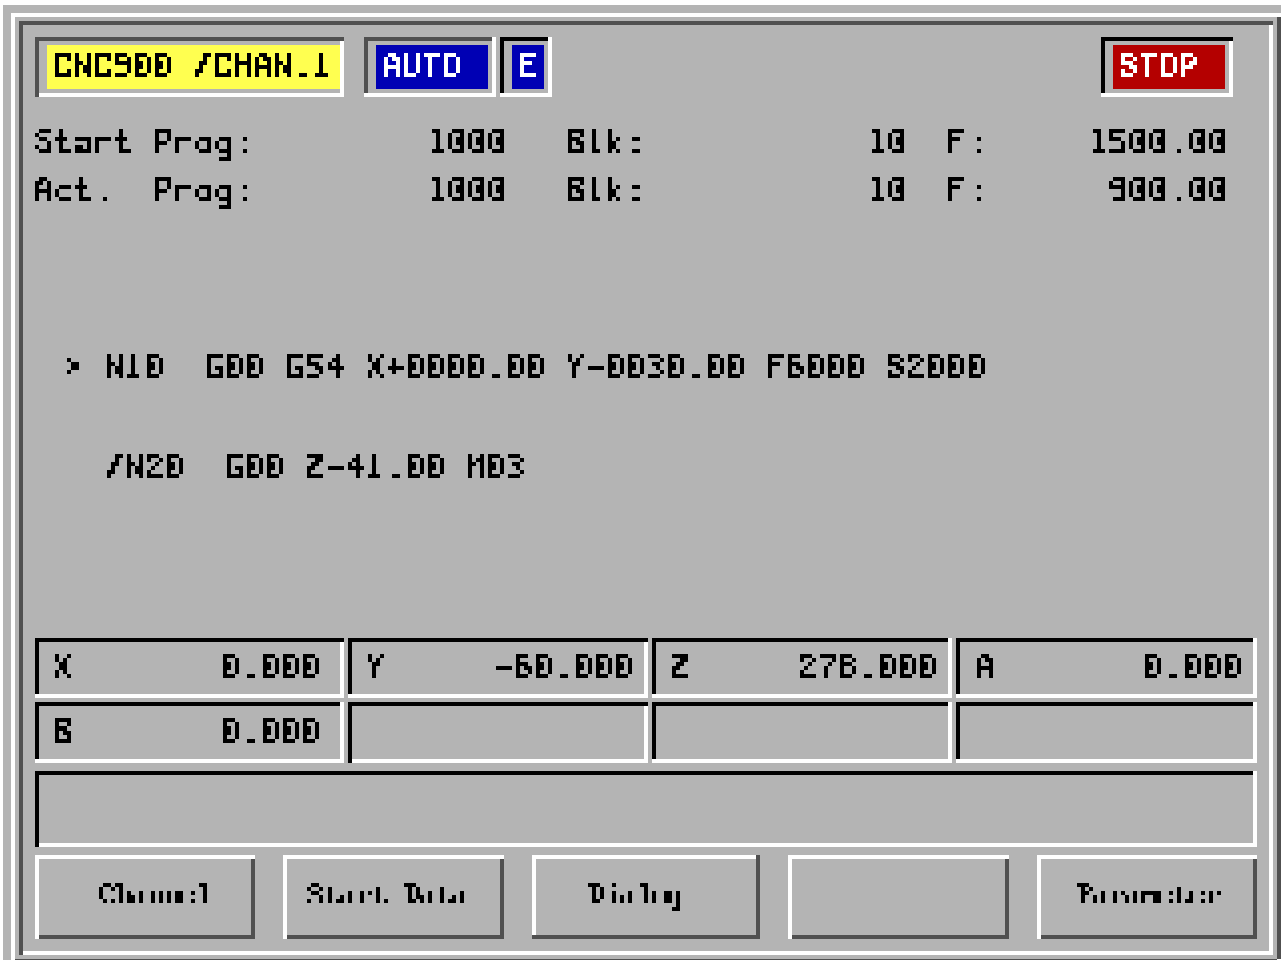 CNC900 /CHAN.1 AUTO E STOP
Start Prog: 1000 Blk: 10 F: 1500.00
Act. Prog: 1000 Blk: 10 F: 900.00
> N10 G00 G54 X+0000.00 Y-0030.00 F6000 S2000
/N20 G00 Z-41.00 M03
X 0.000 Y -60.000 Z 278.000 A 0.000
B 0.000
Channel Start. Data Dialog Parameter